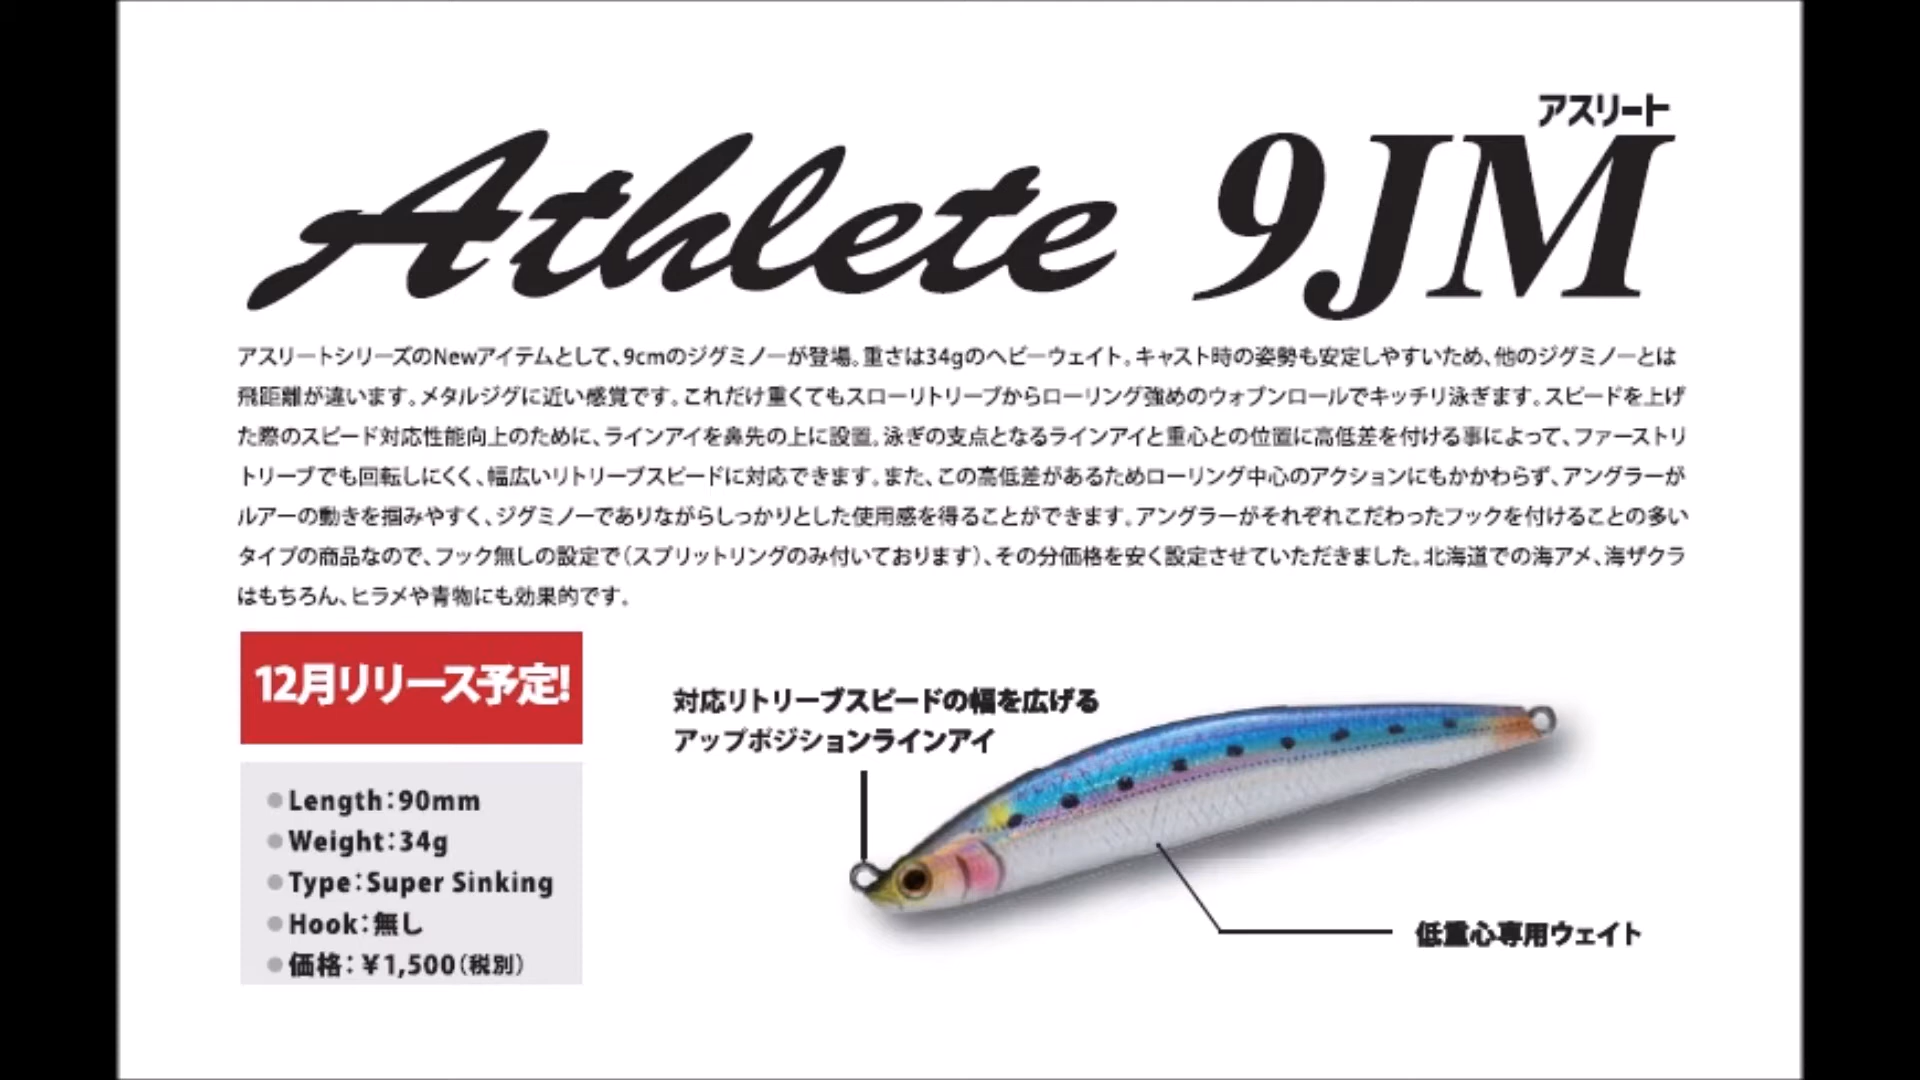 アスリート
Athlete 9JM
アスリートシリーズのNewアイテムとして、9cmのジグミノーが登場。重さは34gのヘビーウェイト。キャスト時の姿勢も安定しやすいため、他のジグミノーとは
飛距離が違います。メタルジグに近い感覚です。これだけ重くてもスローリトリーブからローリング強めのウォブンロールでキッチリ泳ぎます。スピードを上げ
た際のスピード対応性能向上のために、ラインアイを鼻先の上に設置。泳ぎの支点となるラインアイと重心との位置に高低差を付ける事によって、ファーストリ
トリーブでも回転しにくく、幅広いリトリーブスピードに対応できます。また、この高低差があるためローリング中心のアクションにもかかわらず、アングラーが
ルアーの動きを掴みやすく、ジグミノーでありながらしっかりとした使用感を得ることができます。アングラーがそれぞれこだわったフックを付けることの多い
タイプの商品なので、フック無しの設定で（スプリットリングのみ付いております）、その分価格を安く設定させていただきました。北海道での海アメ、海ザクラ
はもちろん、ヒラメや青物にも効果的です。
12月リリース予定!
対応リトリーブスピードの幅を広げる
アップポジションラインアイ
●Length:90mm
●Weight:34g
●Type:Super Sinking
●Hook:無し
●価格:￥1,500（税別）
低重心専用ウェイト